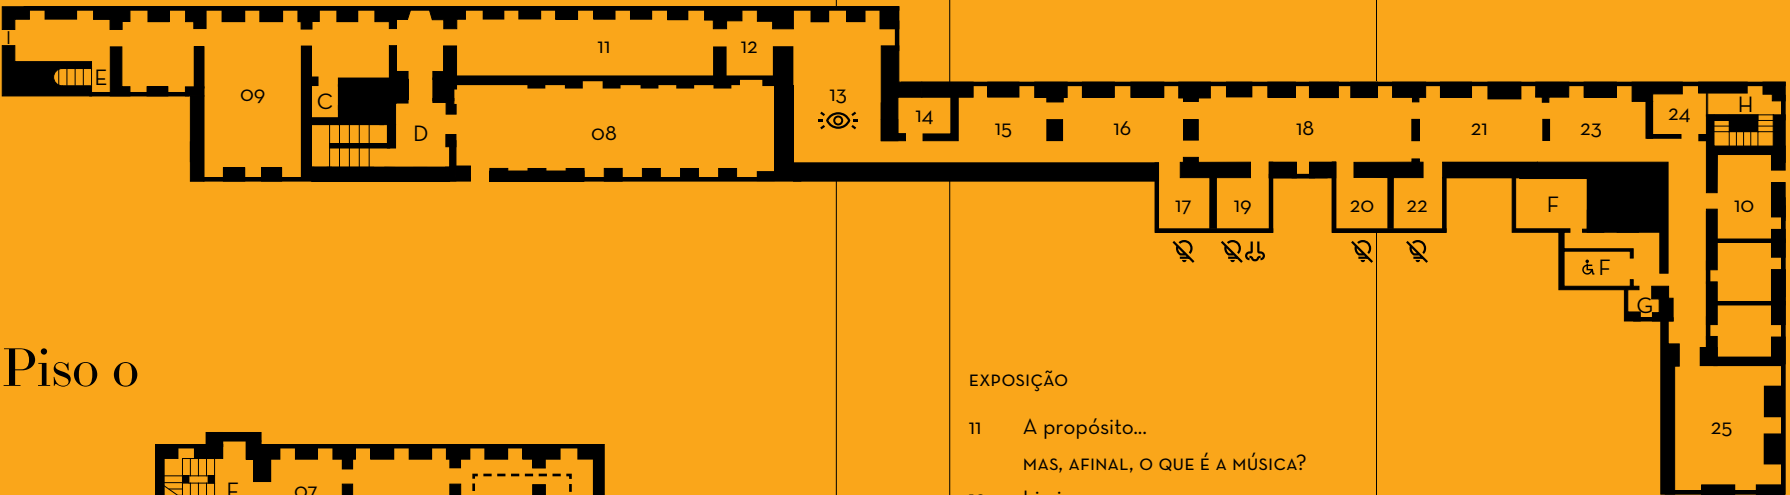 I
E
09
C
D
11
12
08
13
14
15
16
18
21
23
24
H
17
19
20
22
F
10
F
G
25
Piso 0
EXPOSIÇÃO
11 A propósito...
MAS, AFINAL, O QUE É A MÚSICA?
07